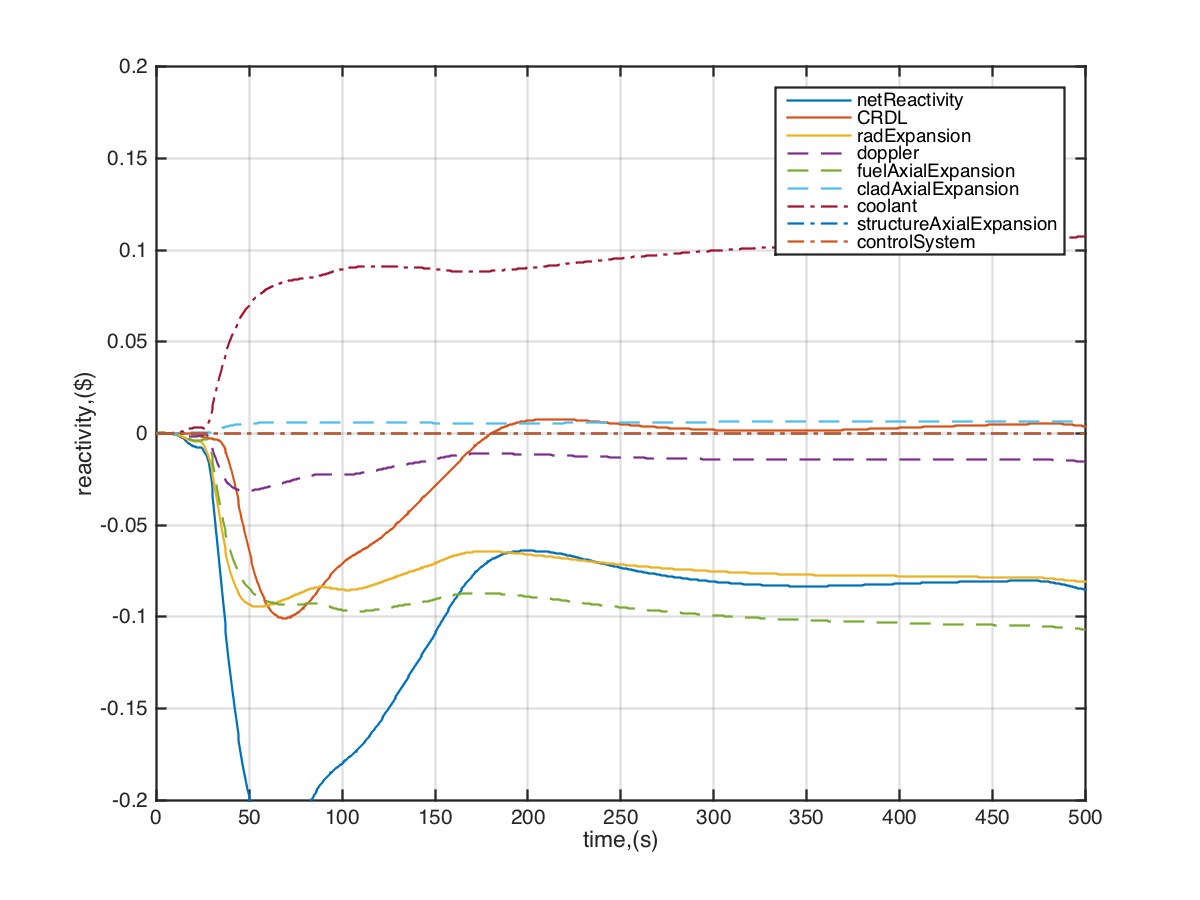 0.2
0.15
0.1
0.05
0
-0.05
-0.1
-0.15
-0.2
reactivity,($)
netReactivity
CRDL
radExpansion
doppler
fuelAxialExpansion
cladAxialExpansion
coolant
structureAxialExpansion
controlSystem
0 50 100 150 200 250 300 350 400 450 500
time,(s)